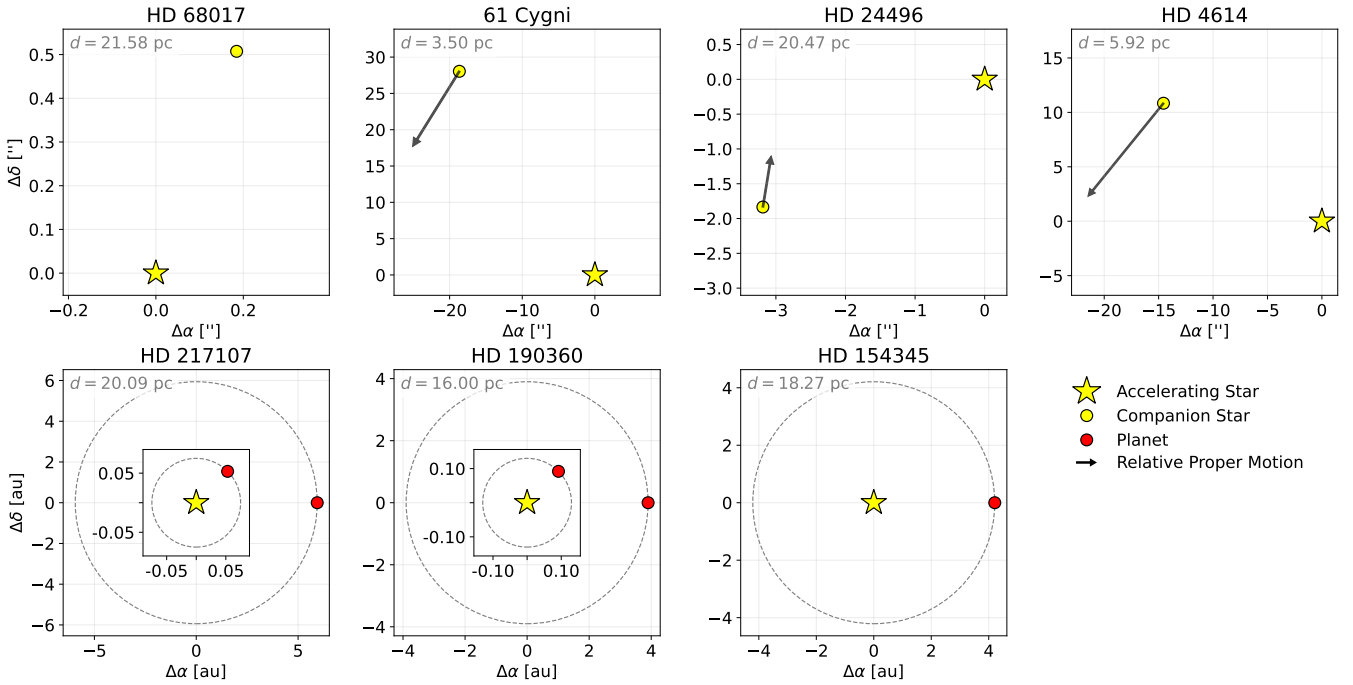 HD 68017
d = 21.58 pc
0.5
0.4
0.3
0.2
0.1
0.0
Δδ ['']
−0.2
0.0
0.2
Δα ['']
61 Cygni
d = 3.50 pc
30
25
20
15
10
5
0
−20
−10
0
Δα ['']
HD 24496
d = 20.47 pc
0.5
0.0
−0.5
−1.0
−1.5
−2.0
−2.5
−3.0
−3
−2
−1
0
Δα ['']
HD 4614
d = 5.92 pc
15
10
5
0
−5
−20
−15
−10
−5
0
Δα ['']
HD 217107
d = 20.09 pc
6
4
2
0
−2
−4
−6
Δδ [au]
0.05
-0.05
-0.05
0.05
−5
0
5
Δα [au]
HD 190360
d = 16.00 pc
4
2
0
−2
−4
0.10
-0.10
-0.10
0.10
−4
−2
0
2
4
Δα [au]
HD 154345
d = 18.27 pc
4
2
0
−2
−4
−4
−2
0
2
4
Δα [au]
Accelerating Star
Companion Star
Planet
Relative Proper Motion